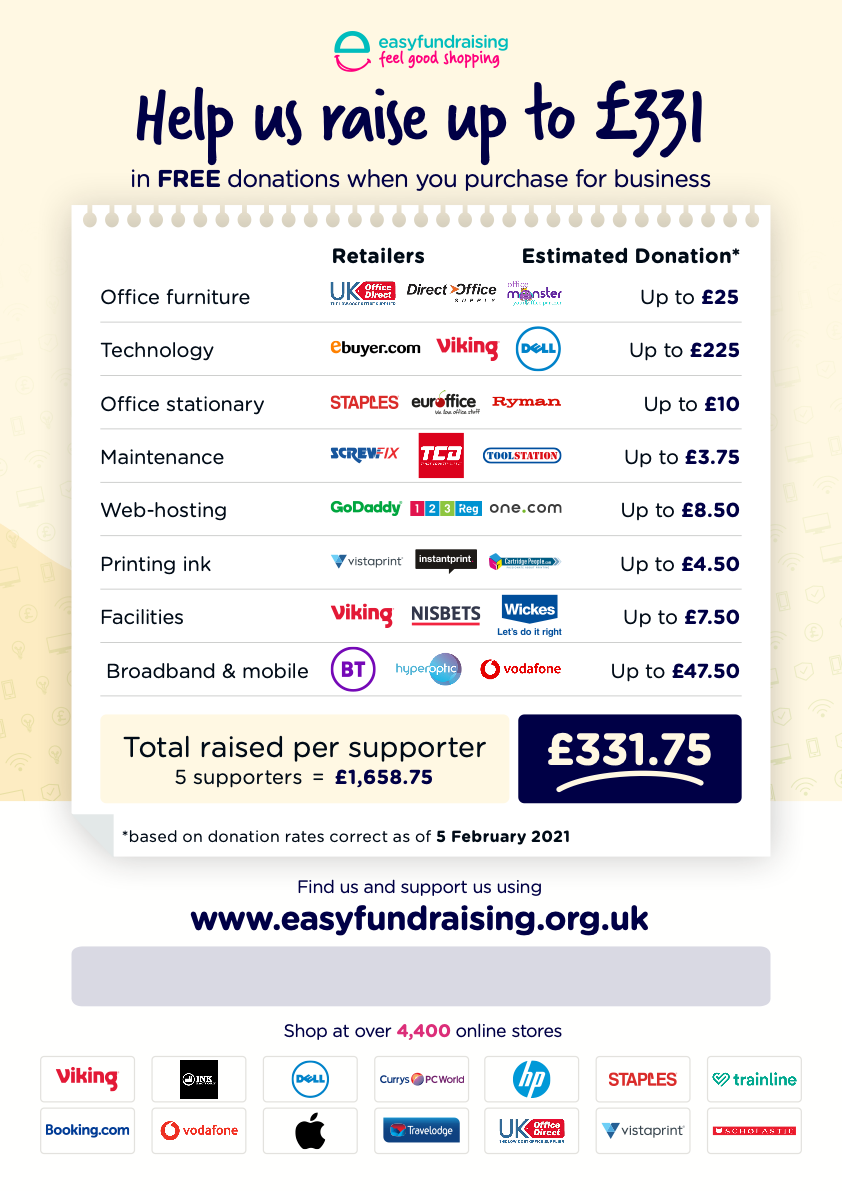 easyfundraising
feel good shopping
Help us raise up to £331
in FREE donations when you purchase for business
Retailers Estimated Donation*
Office furniture UK Office Direct Direct Office SUPPLY office monster Up to £25
Technology ebuyer.com Viking DELL Up to £225
Office stationary STAPLES euroffice We love office stuff Ryman Up to £10
Maintenance SCREWFIX TCD TOOLSTATION Up to £3.75
Web-hosting GoDaddy 123 Reg one.com Up to £8.50
Printing ink vistaprint instantprint CartridgePeople.com Up to £4.50
Facilities Viking NISBETS Wickes Let's do it right Up to £7.50
Broadband & mobile BT hyperoptic vodafone Up to £47.50
Total raised per supporter £331.75
5 supporters = £1,658.75
*based on donation rates correct as of 5 February 2021
Find us and support us using
www.easyfundraising.org.uk
Shop at over 4,400 online stores
Viking INK DELL Currys PC World hp STAPLES trainline
Booking.com vodafone Travelodge UK Office Direct vistaprint SCHOLASTIC